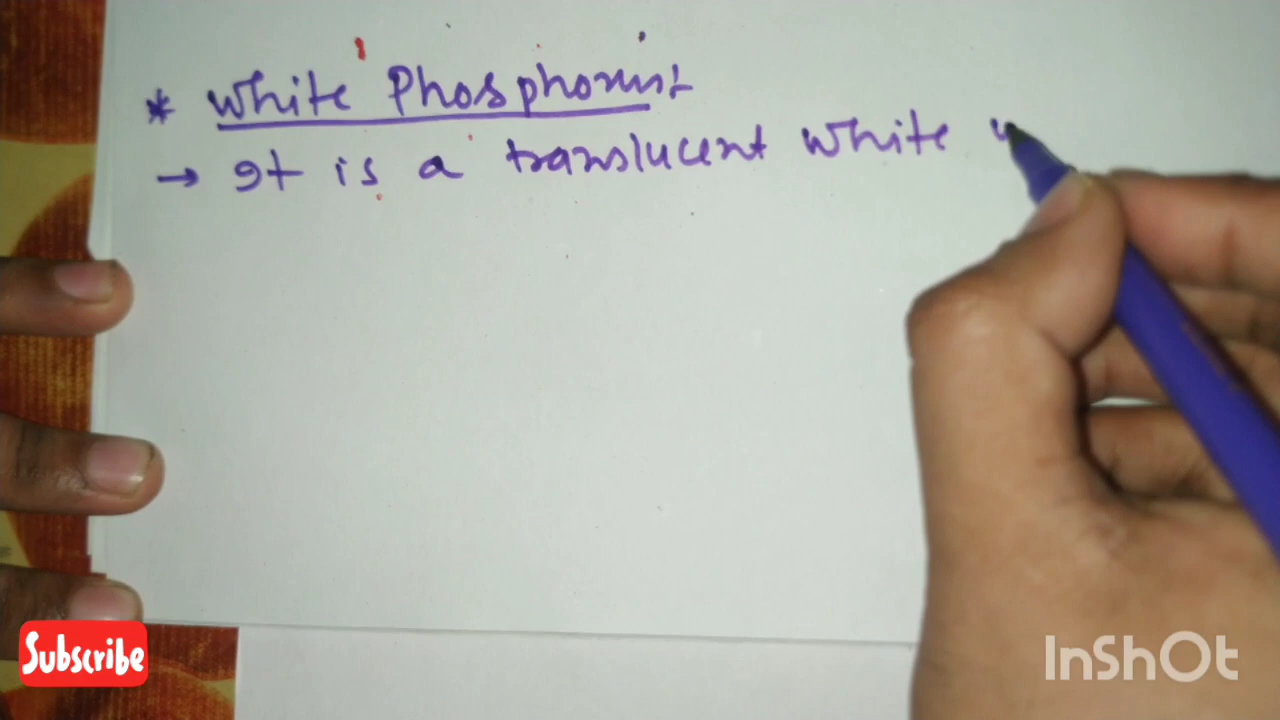 * White Phosphorus
→ It is a translucent white
Subscribe
InShOt